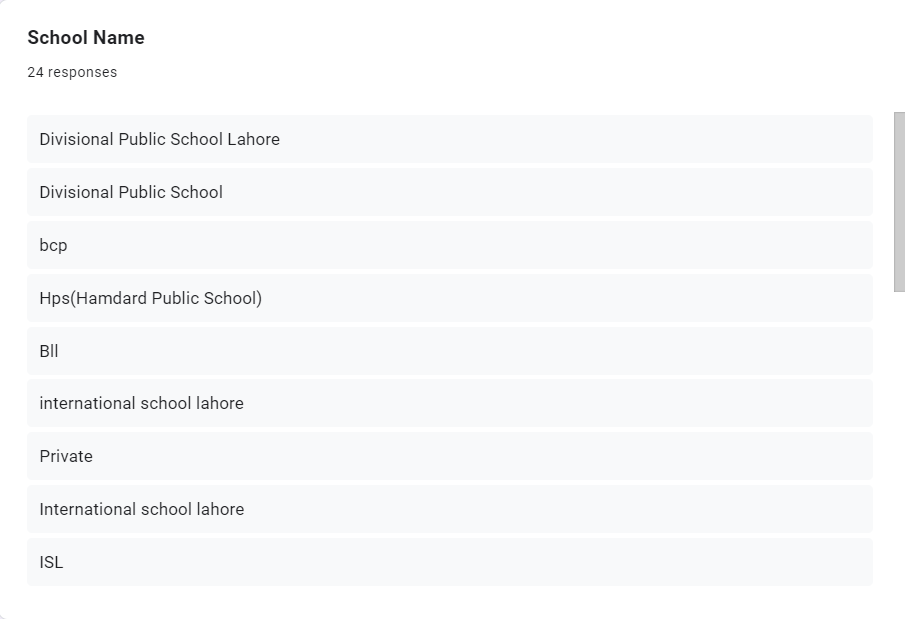 School Name
24 responses
Divisional Public School Lahore
Divisional Public School
bcp
Hps(Hamdard Public School)
Bll
international school lahore
Private
International school lahore
ISL